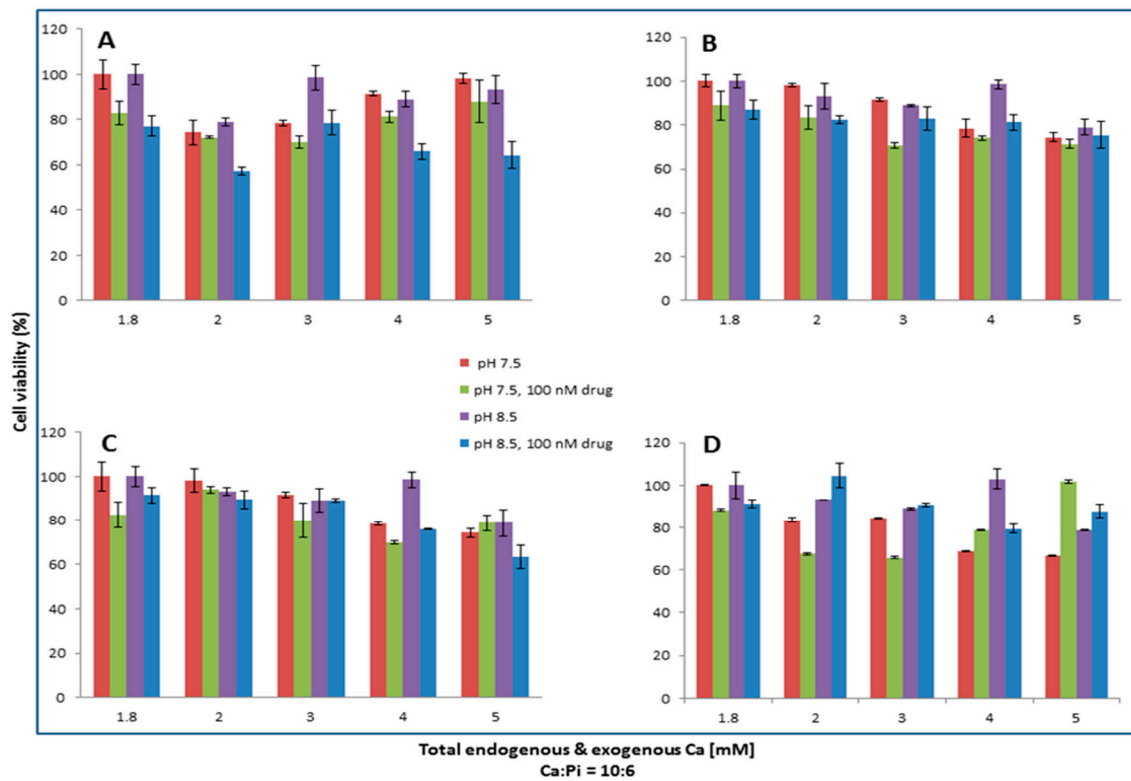 A
120
100
80
60
40
20
0
1.8 2 3 4 5
B
120
100
80
60
40
20
0
1.8 2 3 4 5
Cell viability (%)
pH 7.5
pH 7.5, 100 nM drug
pH 8.5
pH 8.5, 100 nM drug
C
120
100
80
60
40
20
0
1.8 2 3 4 5
D
120
100
80
60
40
20
0
1.8 2 3 4 5
Total endogenous & exogenous Ca [mM]
Ca:Pi = 10:6